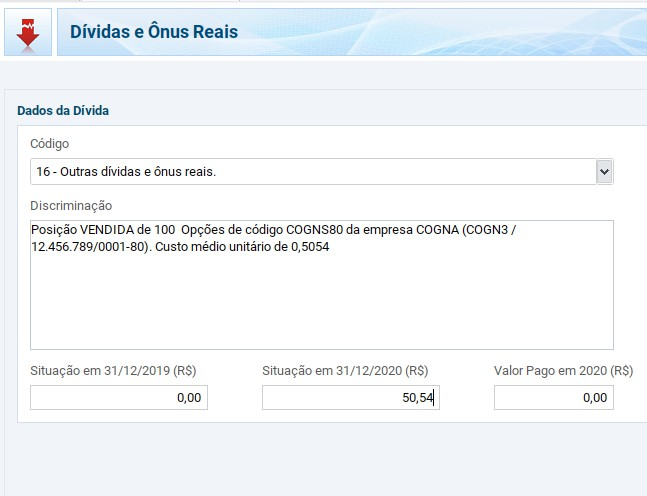 Dívidas e Ônus Reais
Dados da Dívida
Código
16 - Outras dívidas e ônus reais.
Discriminação
Posição VENDIDA de 100  Opções de código COGNS80 da empresa COGNA (COGN3 /
12.456.789/0001-80). Custo médio unitário de 0,5054
Situação em 31/12/2019 (R$) Situação em 31/12/2020 (R$) Valor Pago em 2020 (R$)
0,00 50,54 0,00